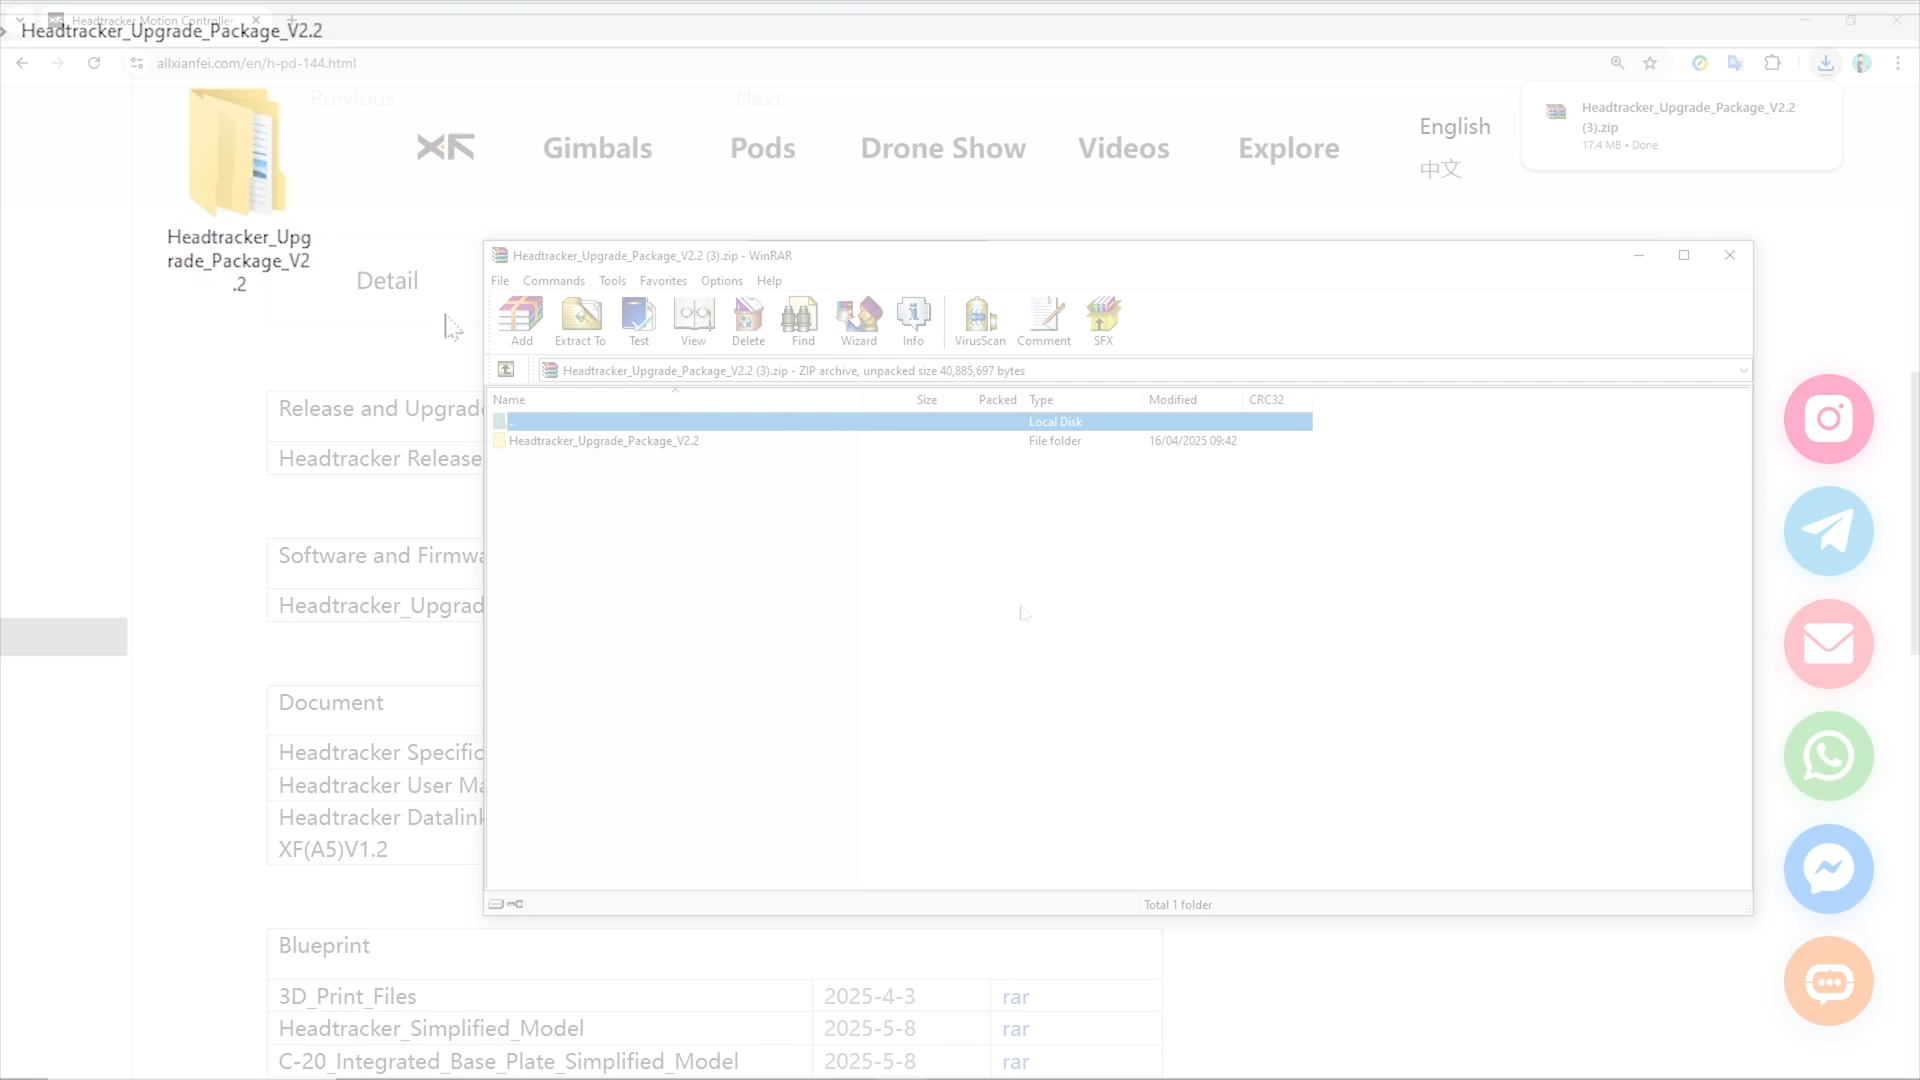 Headtracker Motion Controller
Headtracker_Upgrade_Package_V2.2
allxianfei.com/en/h-pd-144.html
Previous
Next
XF
Gimbals
Pods
Drone Show
Videos
Explore
English
中文
Headtracker_Upgrade_Package_V2.2
(3).zip
17.4 MB • Done
Headtracker_Upg
rade_Package_V2
.2
Detail
Headtracker_Upgrade_Package_V2.2 (3).zip - WinRAR
File Commands Tools Favorites Options Help
Add Extract To Test View Delete Find Wizard Info VirusScan Comment SFX
Headtracker_Upgrade_Package_V2.2 (3).zip - ZIP archive, unpacked size 40,885,697 bytes
Name Size Packed Type Modified CRC32
.. Local Disk
Headtracker_Upgrade_Package_V2.2 File folder 16/04/2025 09:42
Total 1 folder
Release and Upgrade
Headtracker Release
Software and Firmwa
Headtracker_Upgrad
Document
Headtracker Specific
Headtracker User Ma
Headtracker Datalink
XF(A5)V1.2
Blueprint
3D_Print_Files 2025-4-3 rar
Headtracker_Simplified_Model 2025-5-8 rar
C-20_Integrated_Base_Plate_Simplified_Model 2025-5-8 rar